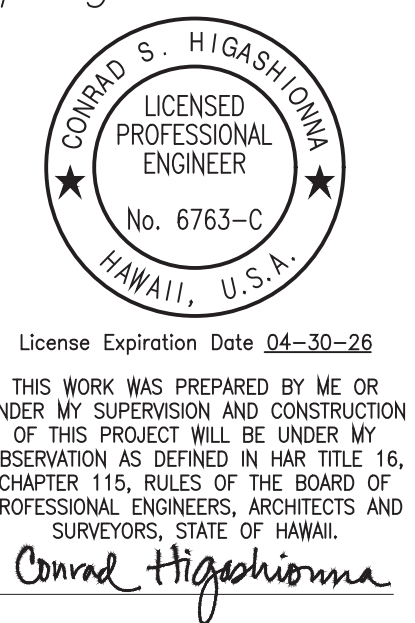 CONRAD S. HIGASHIONNA
LICENSED
PROFESSIONAL
ENGINEER
No. 6763-C
HAWAII, U.S.A.
License Expiration Date 04-30-26
THIS WORK WAS PREPARED BY ME OR
NDER MY SUPERVISION AND CONSTRUCTION
OF THIS PROJECT WILL BE UNDER MY
BSERVATION AS DEFINED IN HAR TITLE 16,
CHAPTER 115, RULES OF THE BOARD OF
ROFESSIONAL ENGINEERS, ARCHITECTS AND
SURVEYORS, STATE OF HAWAII.
Conrad Higashionna